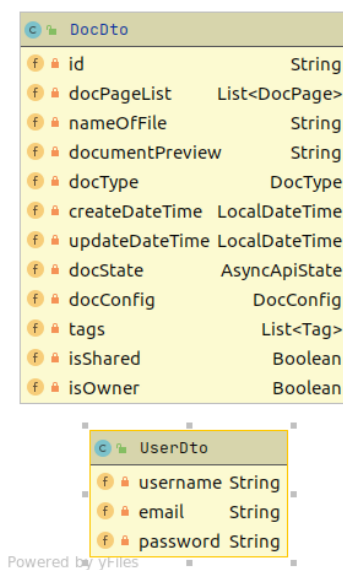 C DocDto
f id String
f docPageList List<DocPage>
f nameOfFile String
f documentPreview String
f docType DocType
f createDateTime LocalDateTime
f updateDateTime LocalDateTime
f docState AsyncApiState
f docConfig DocConfig
f tags List<Tag>
f isShared Boolean
f isOwner Boolean
C UserDto
f username String
f email String
f password String
Powered by yFiles